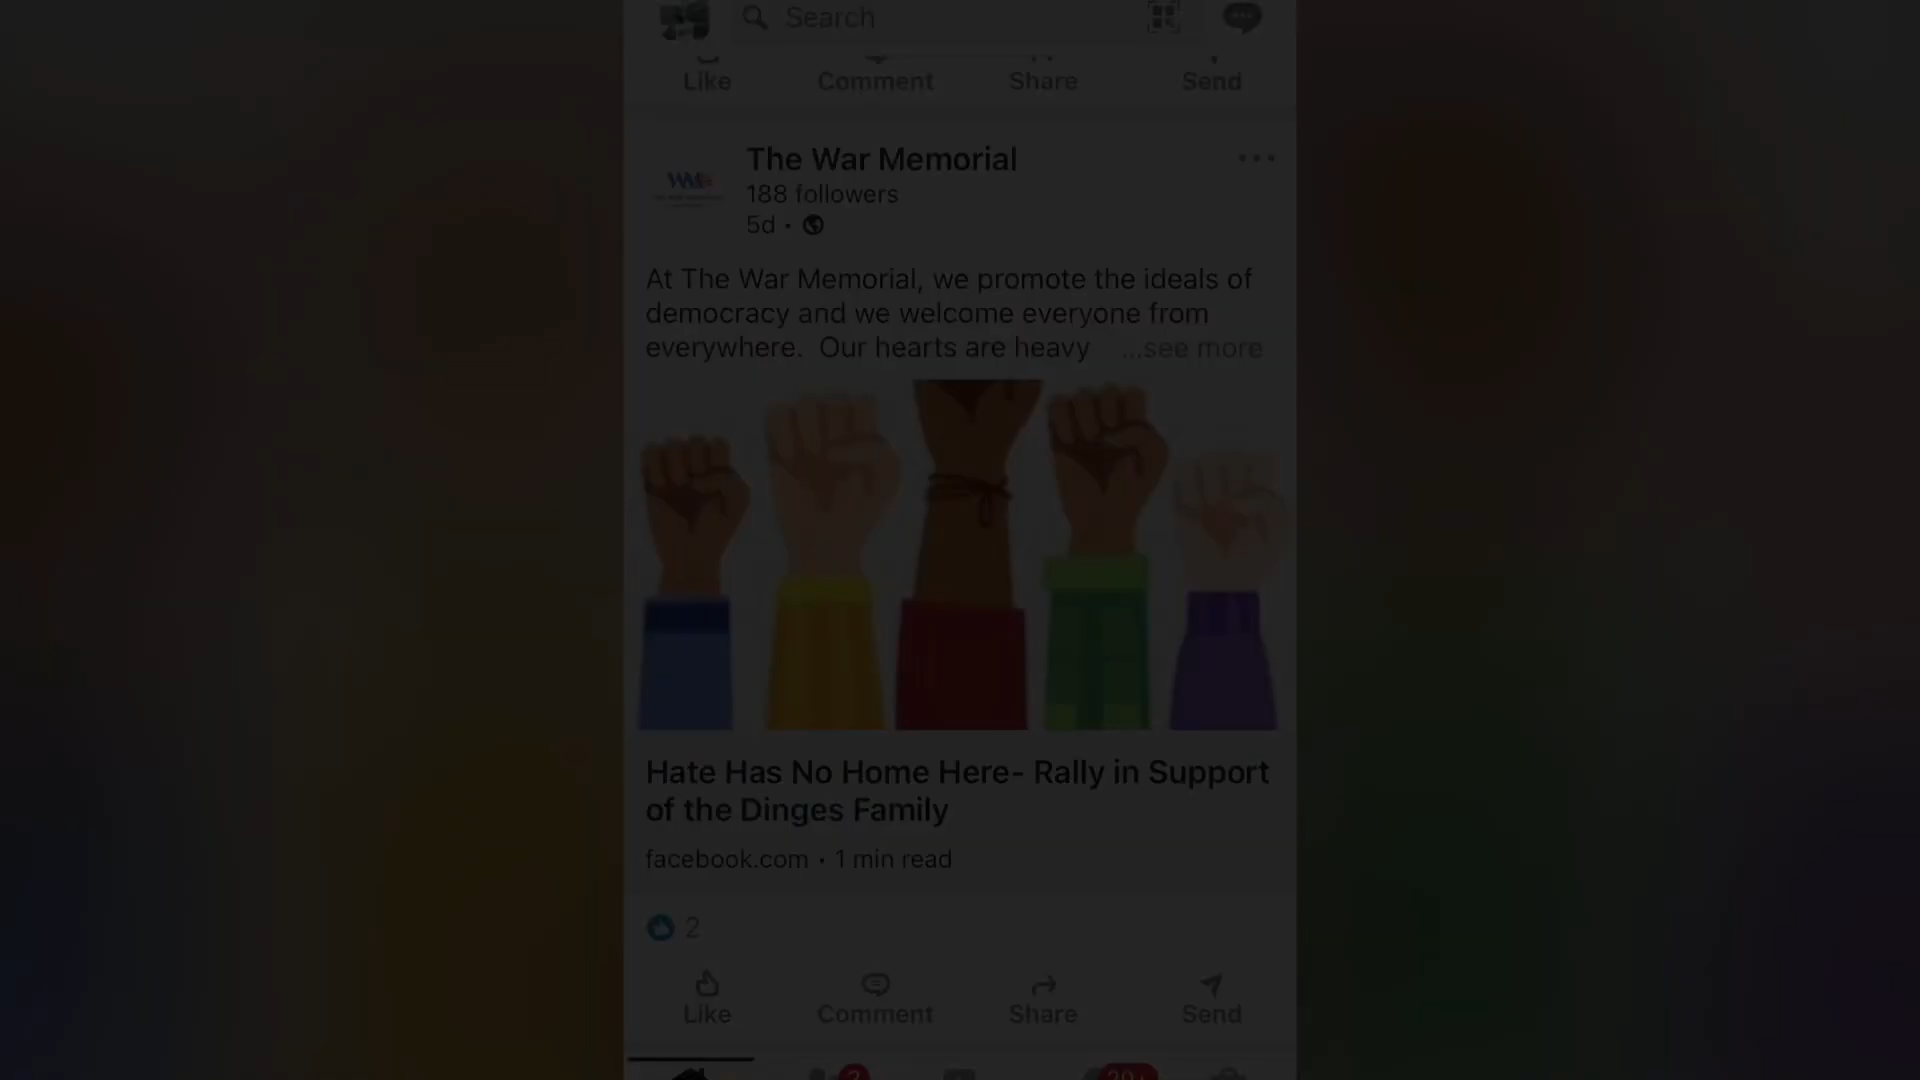 Search
Like Comment Share Send
The War Memorial
188 followers
5d •
At The War Memorial, we promote the ideals of
democracy and we welcome everyone from
everywhere. Our hearts are heavy ...see more
Hate Has No Home Here- Rally in Support
of the Dinges Family
facebook.com • 1 min read
2
Like Comment Share Send